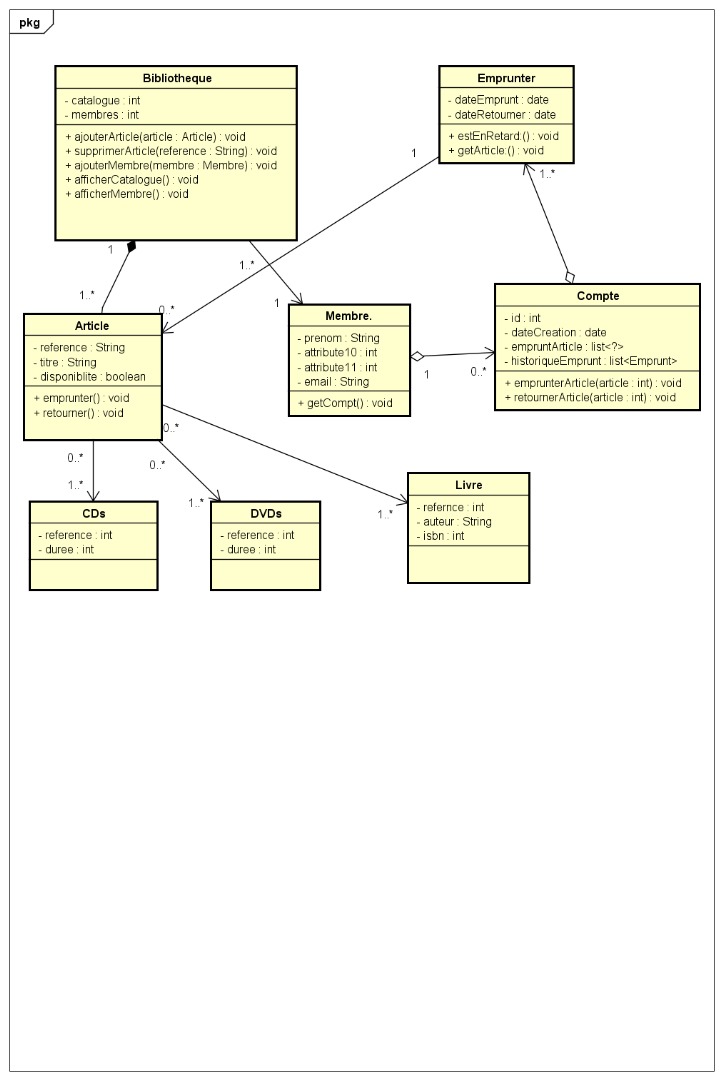 pkg
Bibliotheque
- catalogue : int
- membres : int
+ ajouterArticle(article : Article) : void
+ supprimerArticle(reference : String) : void
+ ajouterMembre(membre : Membre) : void
+ afficherCatalogue() : void
+ afficherMembre() : void
Emprunter
- dateEmprunt : date
- dateRetourner : date
+ estEnRetard:() : void
+ getArticle:() : void
1
1..*
1
1..*
1..*
1
0..*
Article
- reference : String
- titre : String
- disponiblite : boolean
+ emprunter() : void
+ retourner() : void
Membre.
- prenom : String
- attribute10 : int
- attribute11 : int
- email : String
+ getCompt() : void
1
0..*
Compte
- id : int
- dateCreation : date
- empruntArticle : list<?>
- historiqueEmprunt : list<Emprunt>
+ emprunterArticle(article : int) : void
+ retournerArticle(article : int) : void
0..*
0..*
0..*
1..*
1..*
1..*
CDs
- reference : int
- duree : int
DVDs
- reference : int
- duree : int
Livre
- refernce : int
- auteur : String
- isbn : int